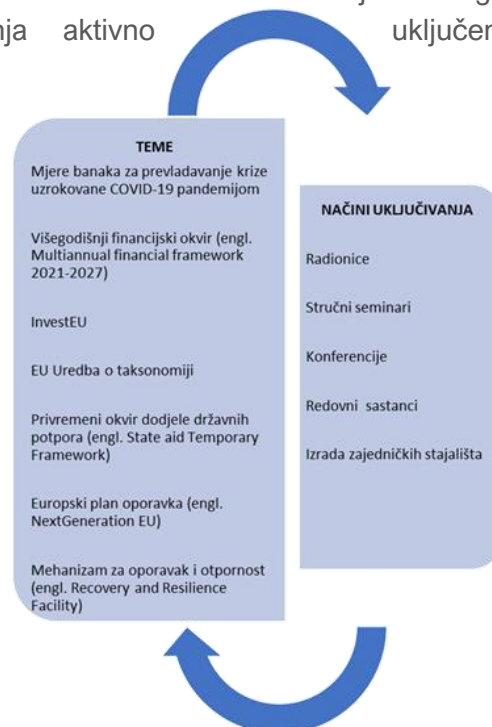 aktivno
TEME
Mjere banaka za prevladavanje krize
uzrokovane COVID-19 pandemijom
Višegodišnji financijski okvir (engl.
Multiannual financial framework
2021-2027)
InvestEU
EU Uredba o taksonomiji
Privremeni okvir dodjele državnih
potpora (engl. State aid Temporary
Framework)
Europski plan oporavka (engl.
NextGeneration EU)
Mehanizam za oporavak i otpornost
(engl. Recovery and Resilience
Facility)
NAČINI UKLJUČIVANJA
Radionice
Stručni seminari
Konferencije
Redovni sastanci
Izrada zajedničkih stajališta